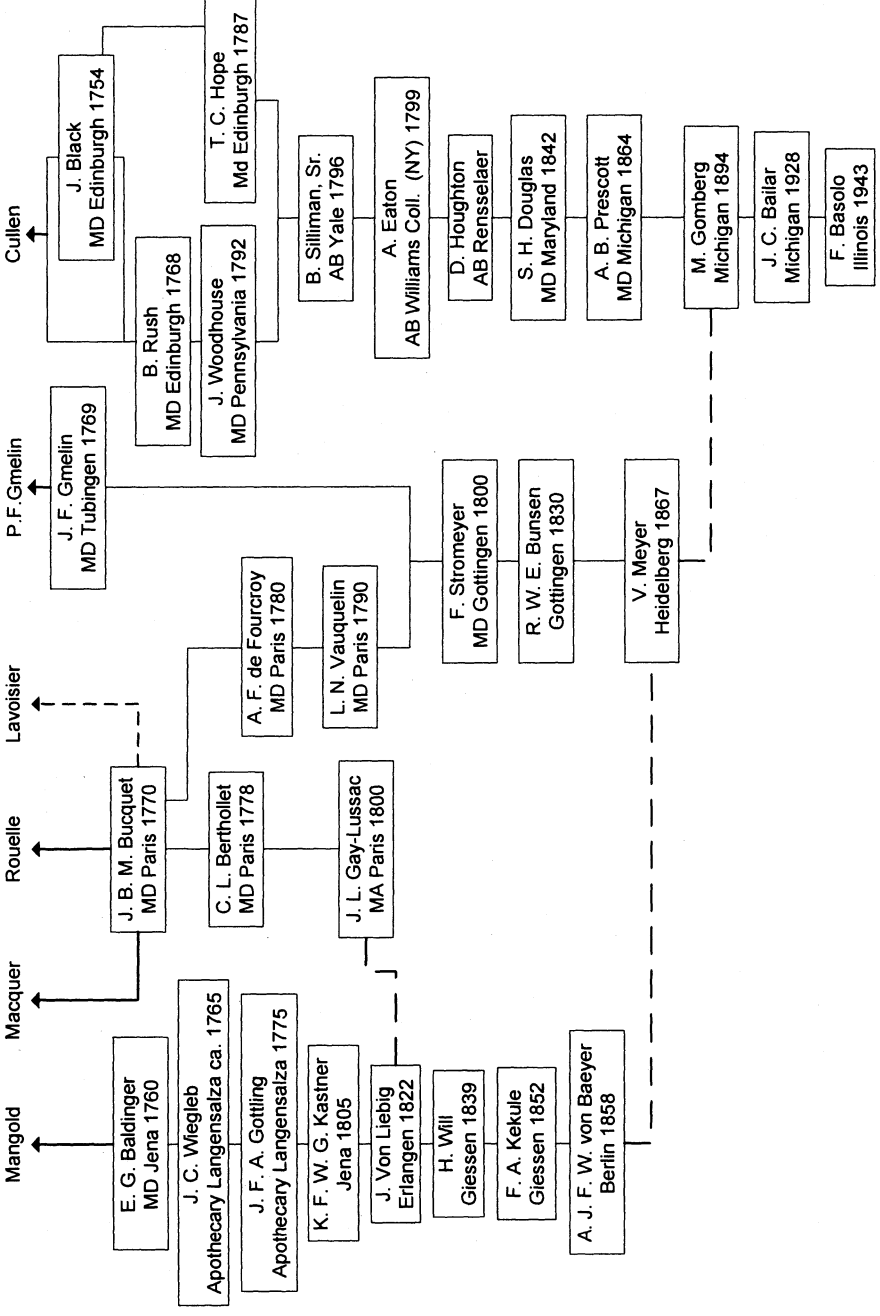 Mangold
Macquer
Rouelle
Lavoisier
P.F.Gmelin
Cullen
E. G. Baldinger
MD Jena 1760
J. C. Wiegleb
Apothecary Langensalza ca. 1765
J. F. A. Gottling
Apothecary Langensalza 1775
K. F. W. G. Kastner
Jena 1805
J. Von Liebig
Erlangen 1822
H. Will
Giessen 1839
F. A. Kekule
Giessen 1852
A. J. F. W. von Baeyer
Berlin 1858
J. B. M. Bucquet
MD Paris 1770
C. L. Berthollet
MD Paris 1778
J. L. Gay-Lussac
MA Paris 1800
A. F. de Fourcroy
MD Paris 1780
L. N. Vauquelin
MD Paris 1790
J. F. Gmelin
MD Tubingen 1769
F. Stromeyer
MD Gottingen 1800
R. W. E. Bunsen
Gottingen 1830
V. Meyer
Heidelberg 1867
J. Black
MD Edinburgh 1754
B. Rush
MD Edinburgh 1768
J. Woodhouse
MD Pennsylvania 1792
T. C. Hope
Md Edinburgh 1787
B. Silliman, Sr.
AB Yale 1796
A. Eaton
AB Williams Coll. (NY) 1799
D. Houghton
AB Rensselaer
S. H. Douglas
MD Maryland 1842
A. B. Prescott
MD Michigan 1864
M. Gomberg
Michigan 1894
J. C. Bailar
Michigan 1928
F. Basolo
Illinois 1943